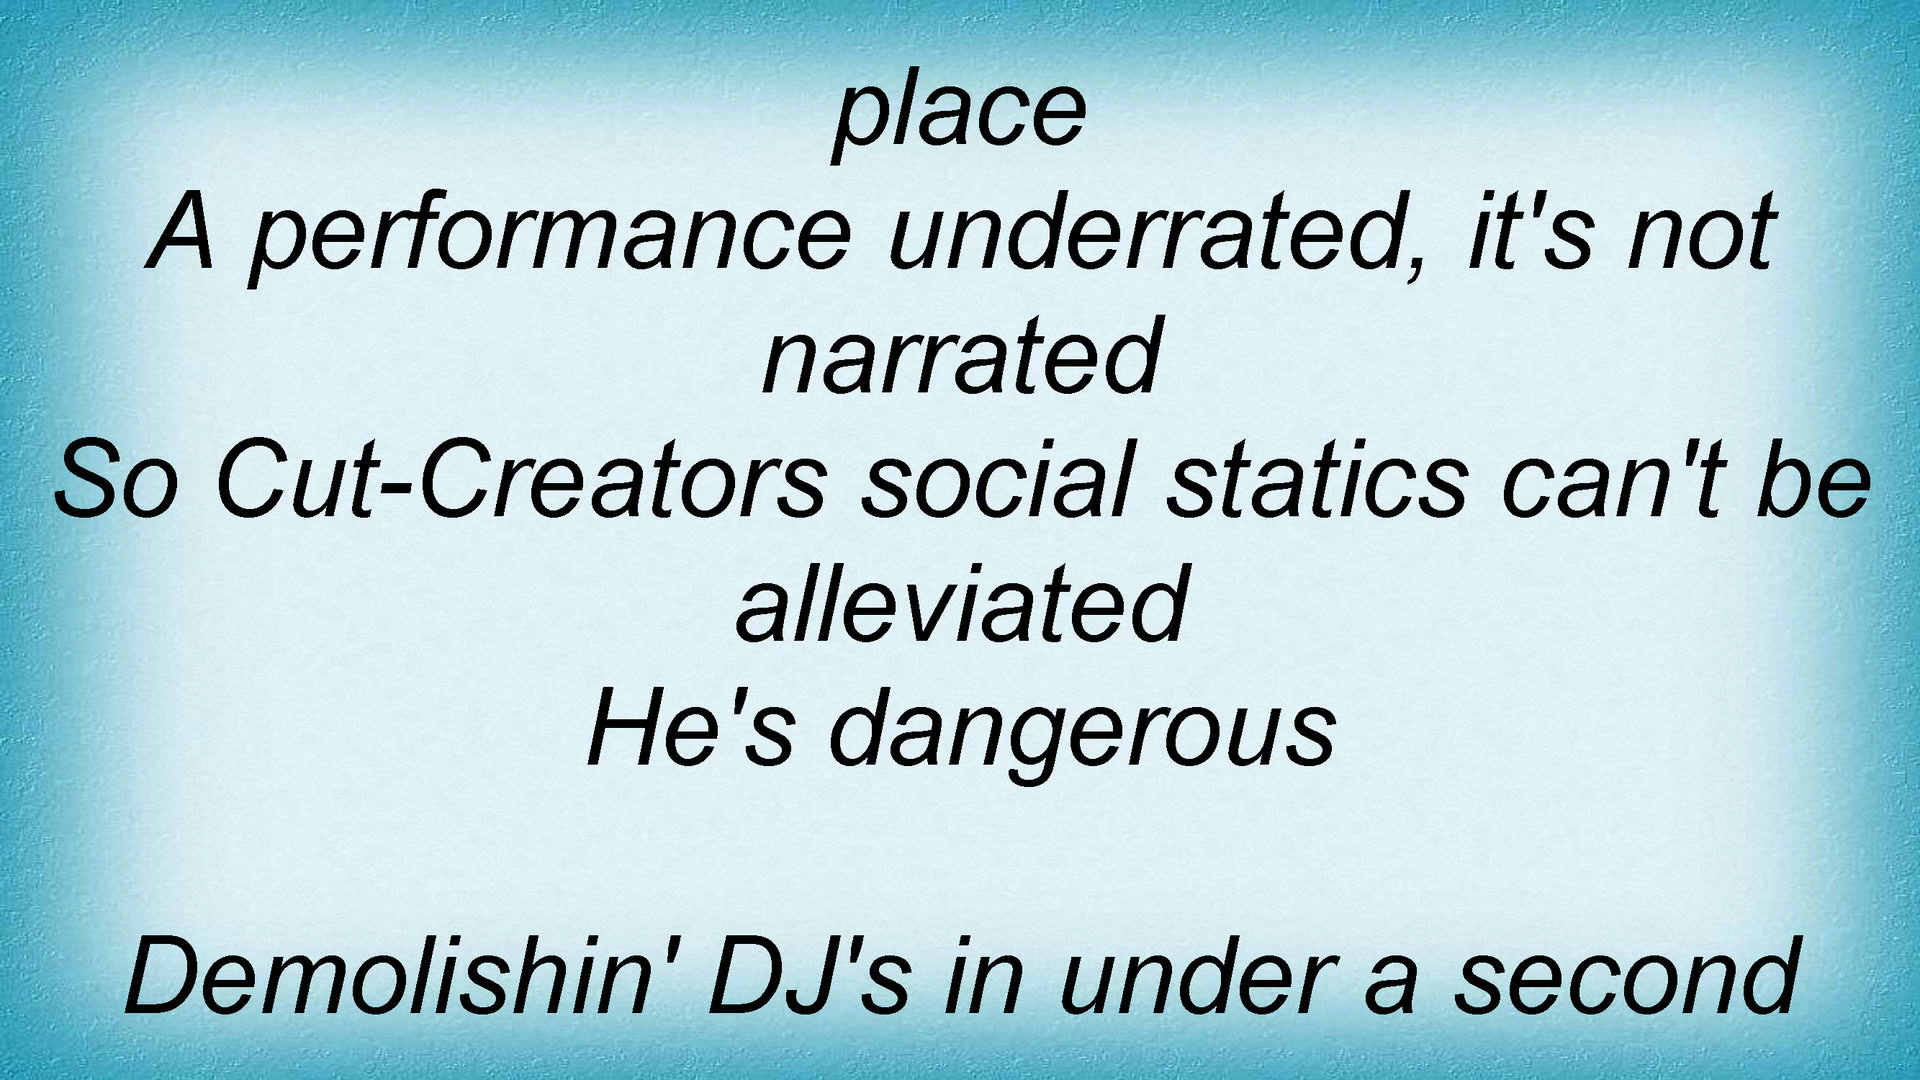 place
A performance underrated, it's not
narrated
So Cut-Creators social statics can't be
alleviated
He's dangerous
Demolishin' DJ's in under a second